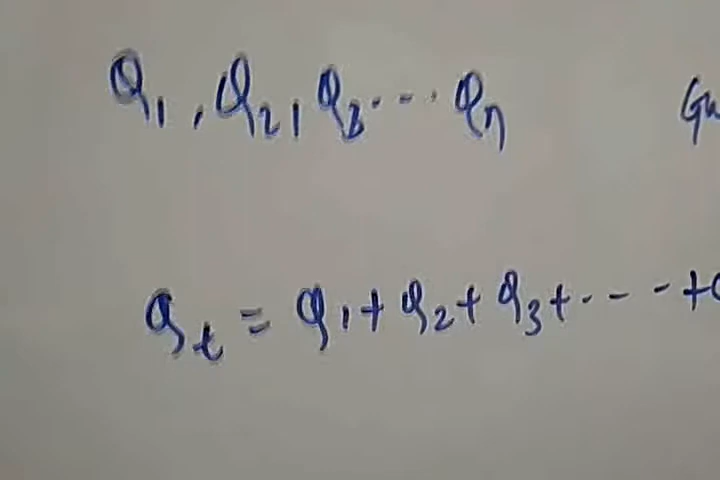 Q₁, Q₂, Q₃ ---- Qn
Qt = Q₁ + Q₂ + Q₃ + ---- +